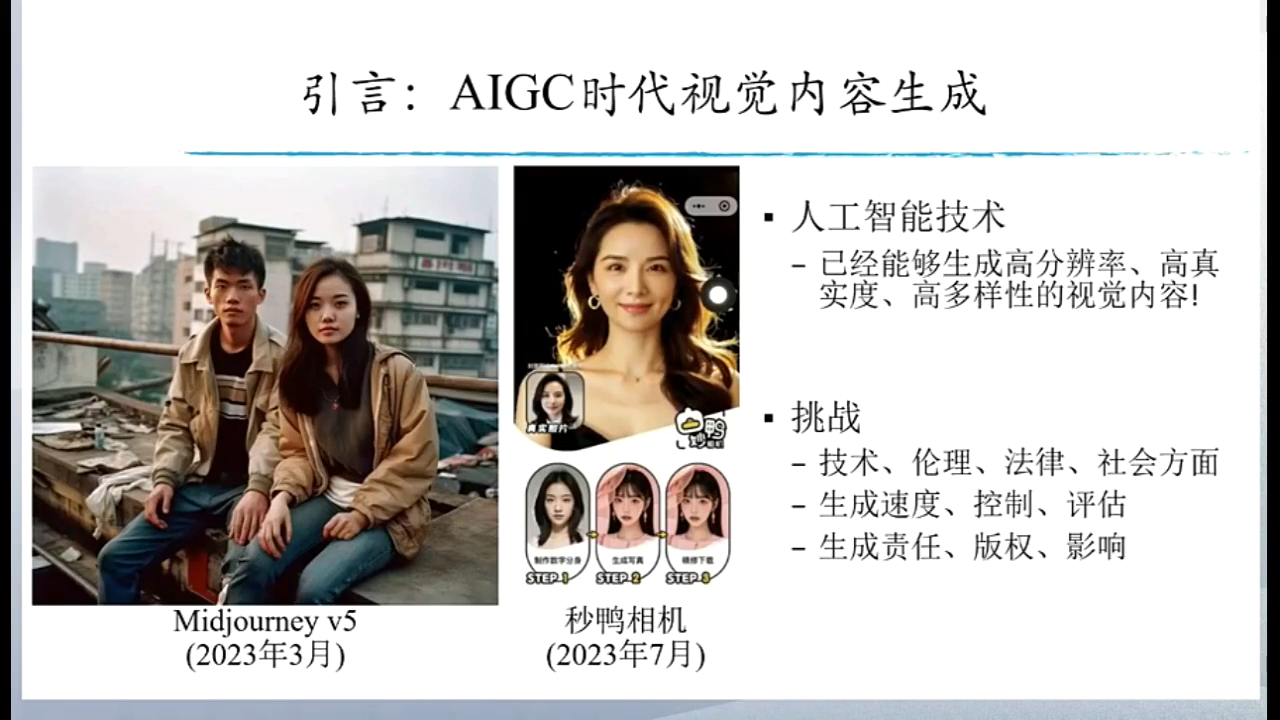 引言：AIGC时代视觉内容生成
真实照片
秒鸭
制作数字分身
生成写真
精修下载
STEP 1
STEP 2
STEP 3
Midjourney v5
(2023年3月)
秒鸭相机
(2023年7月)
▪ 人工智能技术
– 已经能够生成高分辨率、高真
实度、高多样性的视觉内容!
▪ 挑战
– 技术、伦理、法律、社会方面
– 生成速度、控制、评估
– 生成责任、版权、影响